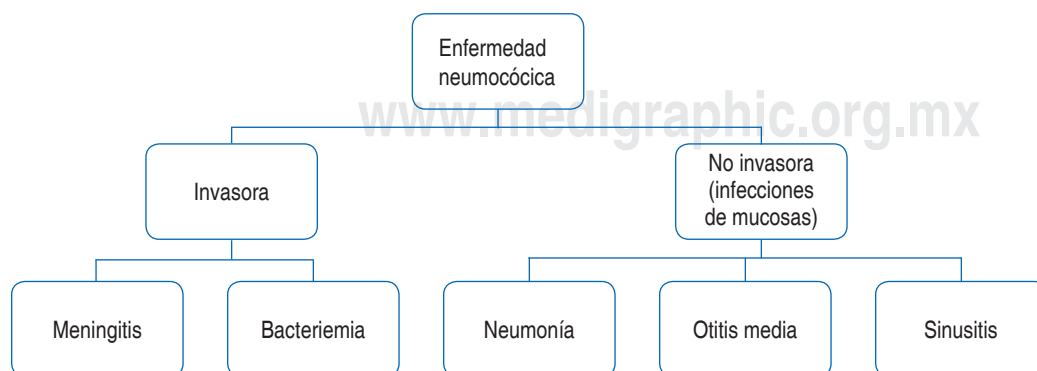 Enfermedad
neumocócica
www.medigraphic.org.mx
Invasora
No invasora
(infecciones
de mucosas)
Meningitis
Bacteriemia
Neumonía
Otitis media
Sinusitis